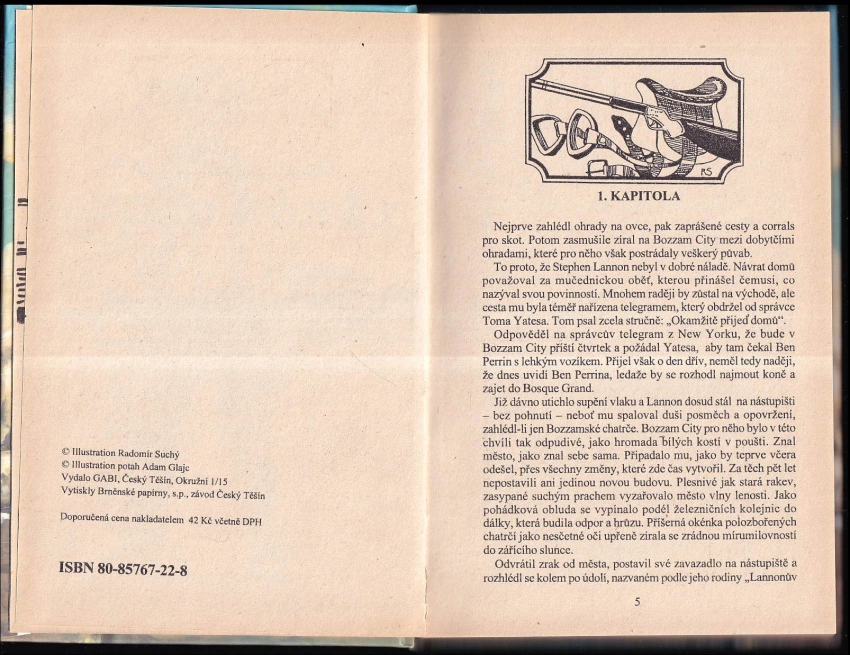 © Illustration Radomír Suchý
© Illustration potah Adam Glajc
Vydalo GABI, Český Těšín, Okružní 1/15
Vytiskly Brněnské papírny, s.p., závod Český Těšín
Doporučená cena nakladatelem 42 Kč včetně DPH
ISBN 80-85767-22-8
RS
1. KAPITOLA
Nejprve zahlédl ohrady na ovce, pak zaprášené cesty a corrals
pro skot. Potom zasmušile zíral na Bozzam City mezi dobytčími
ohradami, které pro něho však postrádaly veškerý půvab.
To proto, že Stephen Lannon nebyl v dobré náladě. Návrat domů
považoval za mučednickou oběť, kterou přinášel čemusi, co
nazýval svou povinností. Mnohem raději by zůstal na východě, ale
cesta mu byla téměř nařízena telegramem, který obdržel od správce
Toma Yatesa. Tom psal zcela stručně: „Okamžitě přijeď domů“.
Odpověděl na správcův telegram z New Yorku, že bude v
Bozzam City příští čtvrtek a požádal Yatesa, aby tam čekal Ben
Perrin s lehkým vozíkem. Přijel však o den dřív, neměl tedy naději,
že dnes uvidí Ben Perrina, ledaže by se rozhodl najmout koně a
zajet do Bosque Grand.
Již dávno utichlo supění vlaku a Lannon dosud stál na nástupišti
– bez pohnutí – neboť mu spaloval duši posměch a opovržení,
zahlédl-li jen Bozzamské chatrče. Bozzam City pro něho bylo v této
chvíli tak odpudivé, jako hromada bílých kostí v poušti. Znal
město, jako znal sebe sama. Připadalo mu, jako by teprve včera
odešel, přes všechny změny, které zde čas vytvořil. Za těch pět let
nepostavili ani jedinou novou budovu. Plesnivé jak stará rakev,
zasypané suchým prachem vyzařovalo město vlny lenosti. Jako
pohádková obluda se vypínalo podél železničních kolejnic do
dálky, která budila odpor a hrůzu. Příšerná okénka polozbořených
chatrčí jako nesčetné oči upřeně zírala se zrádnou mírumilovností
do zářícího slunce.
Odvrátil zrak od města, postavil své zavazadlo na nástupiště a
rozhlédl se kolem po údolí, nazvaném podle jeho rodiny „Lannonův
5